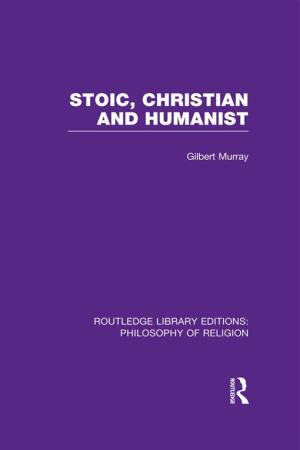 STOIC, CHRISTIAN
AND HUMANIST
Gilbert Murray
ROUTLEDGE LIBRARY EDITIONS:
PHILOSOPHY OF RELIGION
ROUTLEDGE